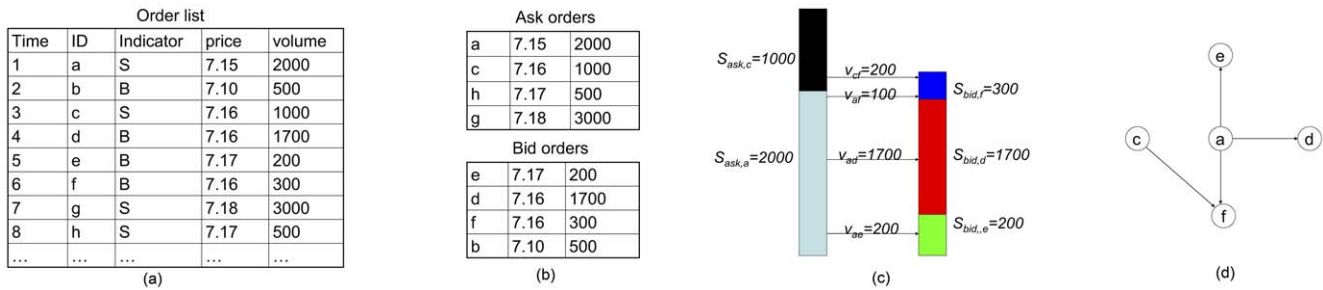 Order list
Time ID Indicator price volume
1 a S 7.15 2000
2 b B 7.10 500
3 c S 7.16 1000
4 d B 7.16 1700
5 e B 7.17 200
6 f B 7.16 300
7 g S 7.18 3000
8 h S 7.17 500
... ... ... ... ...
(a)
Ask orders
a 7.15 2000
c 7.16 1000
h 7.17 500
g 7.18 3000
Bid orders
e 7.17 200
d 7.16 1700
f 7.16 300
b 7.10 500
(b)
S_ask,c=1000
v_cf=200
v_af=100
S_bid,f=300
S_ask,a=2000
v_ad=1700
S_bid,d=1700
v_ae=200
S_bid,,e=200
(c)
e
c a d
f
(d)